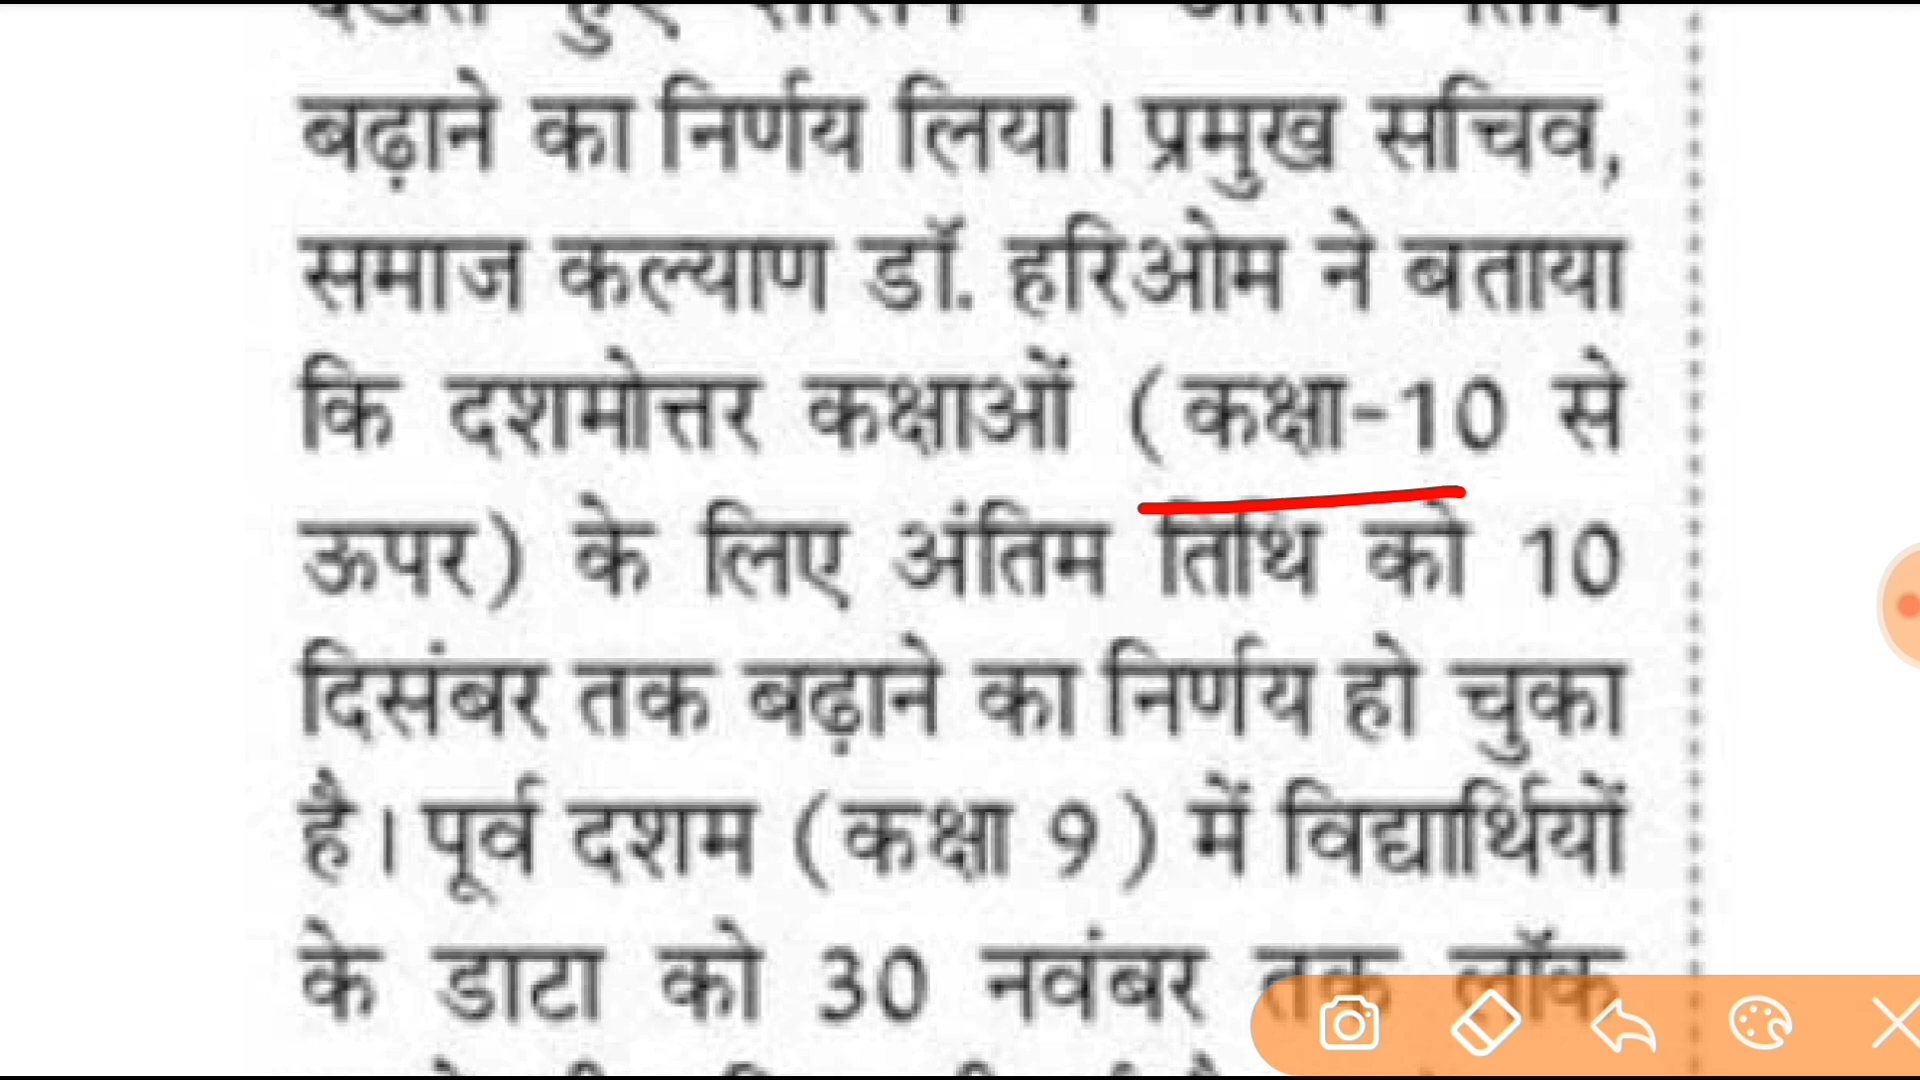 बढ़ाने का निर्णय लिया। प्रमुख सचिव,
समाज कल्याण डॉ. हरिओम ने बताया
कि दशमोत्तर कक्षाओं (कक्षा-10 से
ऊपर) के लिए अंतिम तिथि को 10
दिसंबर तक बढ़ाने का निर्णय हो चुका
है। पूर्व दशम (कक्षा 9) में विद्यार्थियों
के डाटा को 30 नवंबर तक लॉक